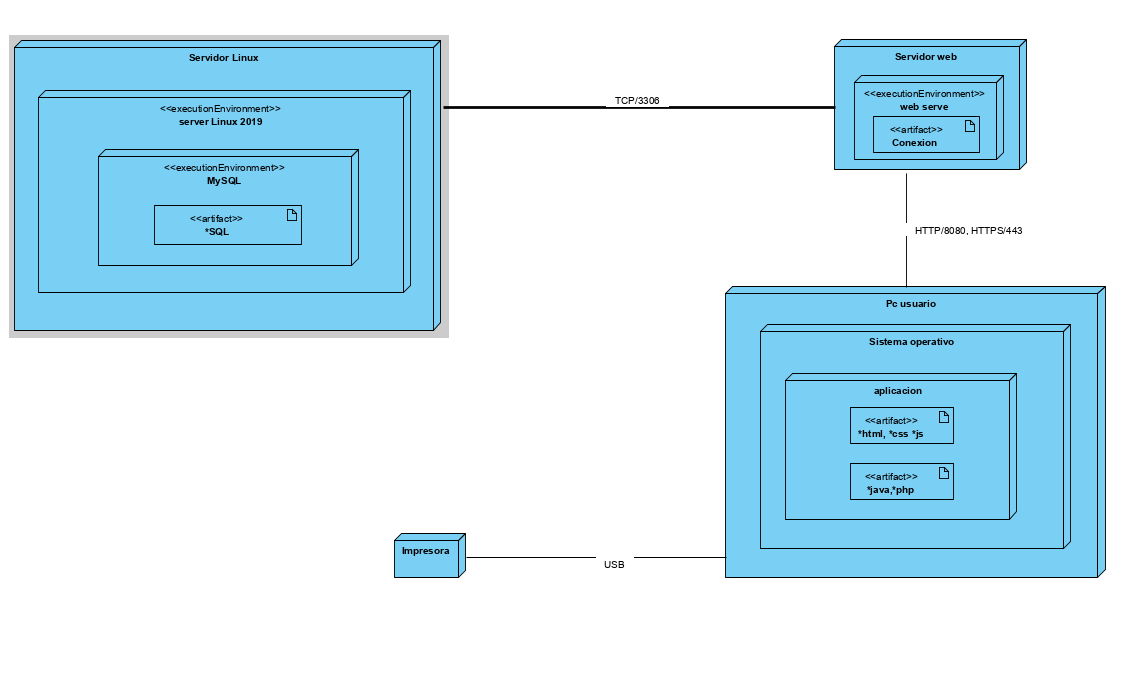 Servidor Linux
<<executionEnvironment>>
server Linux 2019
<<executionEnvironment>>
MySQL
<<artifact>>
*SQL
TCP/3306
Servidor web
<<executionEnvironment>>
web serve
<<artifact>>
Conexion
HTTP/8080, HTTPS/443
Pc usuario
Sistema operativo
aplicacion
<<artifact>>
*html, *css *js
<<artifact>>
*java,*php
Impresora
USB